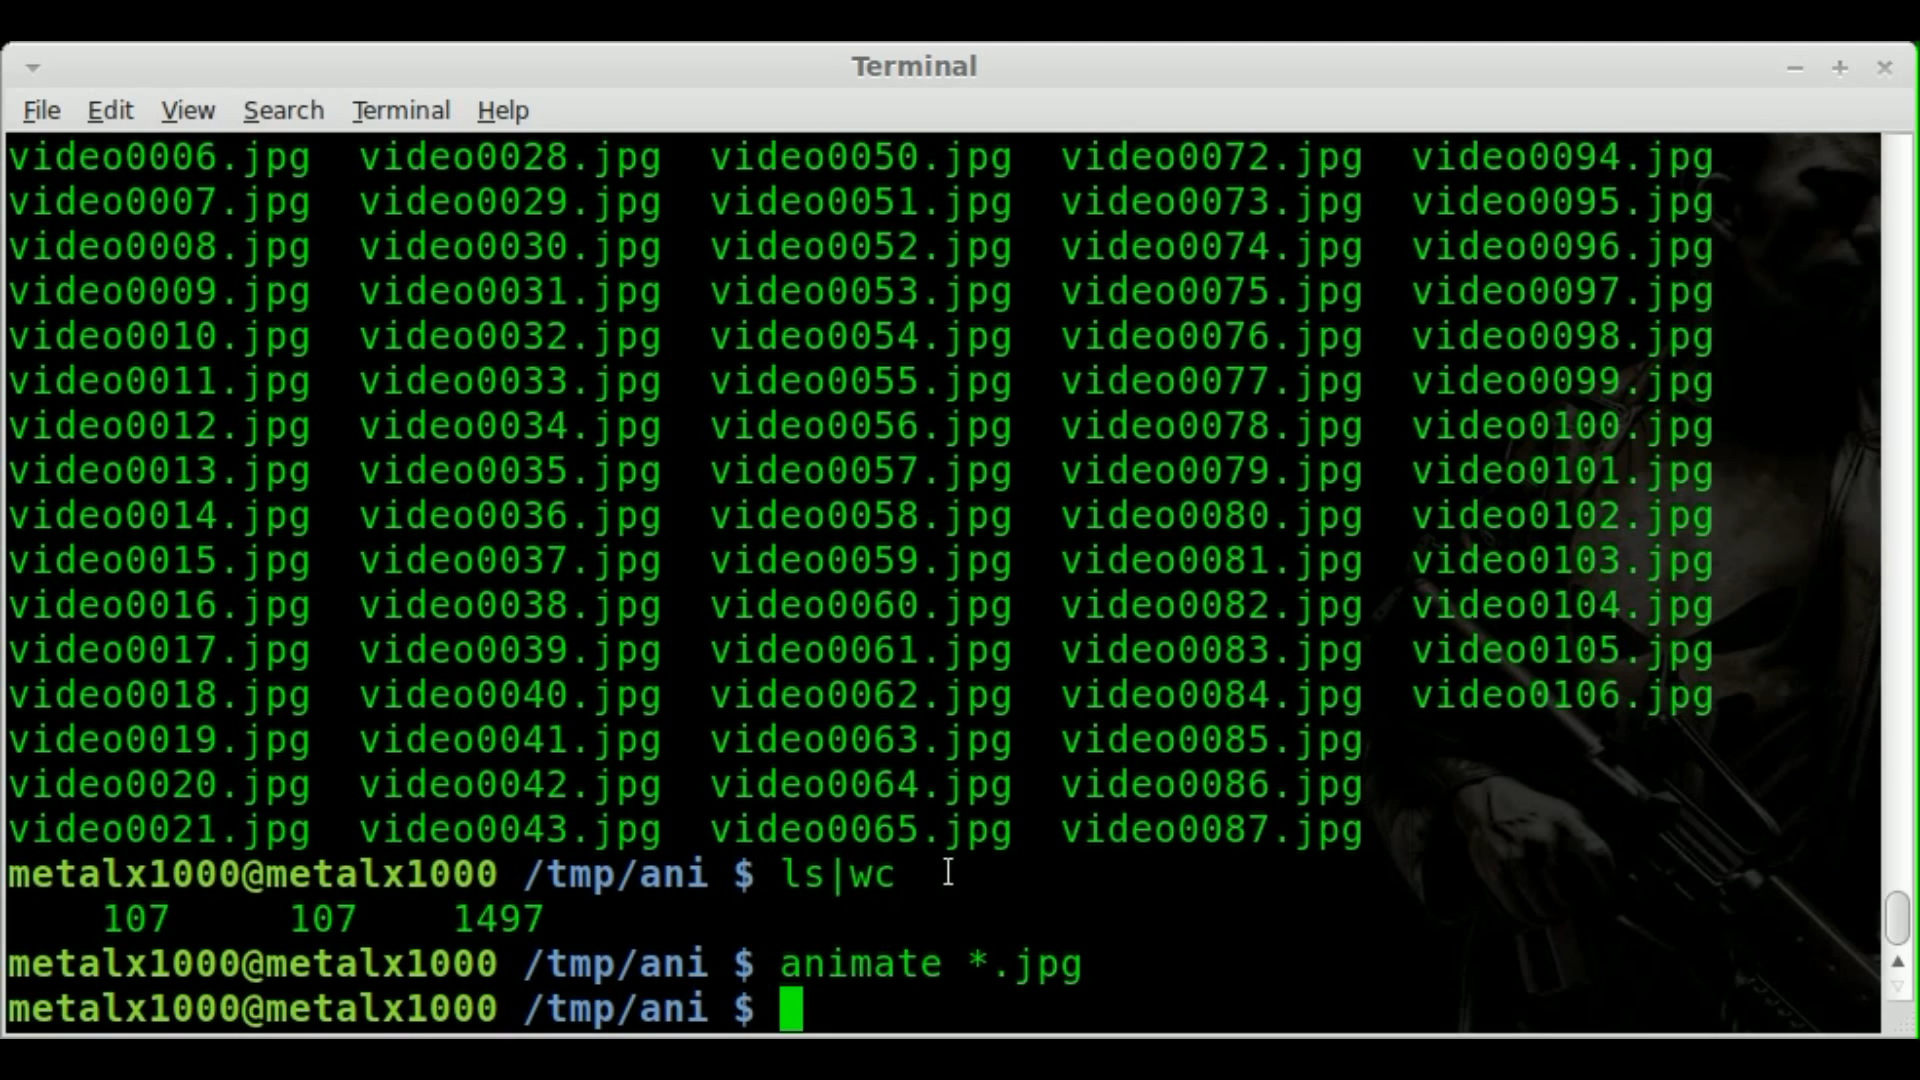 Terminal
File Edit View Search Terminal Help
video0006.jpg video0028.jpg video0050.jpg video0072.jpg video0094.jpg
video0007.jpg video0029.jpg video0051.jpg video0073.jpg video0095.jpg
video0008.jpg video0030.jpg video0052.jpg video0074.jpg video0096.jpg
video0009.jpg video0031.jpg video0053.jpg video0075.jpg video0097.jpg
video0010.jpg video0032.jpg video0054.jpg video0076.jpg video0098.jpg
video0011.jpg video0033.jpg video0055.jpg video0077.jpg video0099.jpg
video0012.jpg video0034.jpg video0056.jpg video0078.jpg video0100.jpg
video0013.jpg video0035.jpg video0057.jpg video0079.jpg video0101.jpg
video0014.jpg video0036.jpg video0058.jpg video0080.jpg video0102.jpg
video0015.jpg video0037.jpg video0059.jpg video0081.jpg video0103.jpg
video0016.jpg video0038.jpg video0060.jpg video0082.jpg video0104.jpg
video0017.jpg video0039.jpg video0061.jpg video0083.jpg video0105.jpg
video0018.jpg video0040.jpg video0062.jpg video0084.jpg video0106.jpg
video0019.jpg video0041.jpg video0063.jpg video0085.jpg
video0020.jpg video0042.jpg video0064.jpg video0086.jpg
video0021.jpg video0043.jpg video0065.jpg video0087.jpg
metalx1000@metalx1000 /tmp/ani $ ls|wc
107 107 1497
metalx1000@metalx1000 /tmp/ani $ animate *.jpg
metalx1000@metalx1000 /tmp/ani $